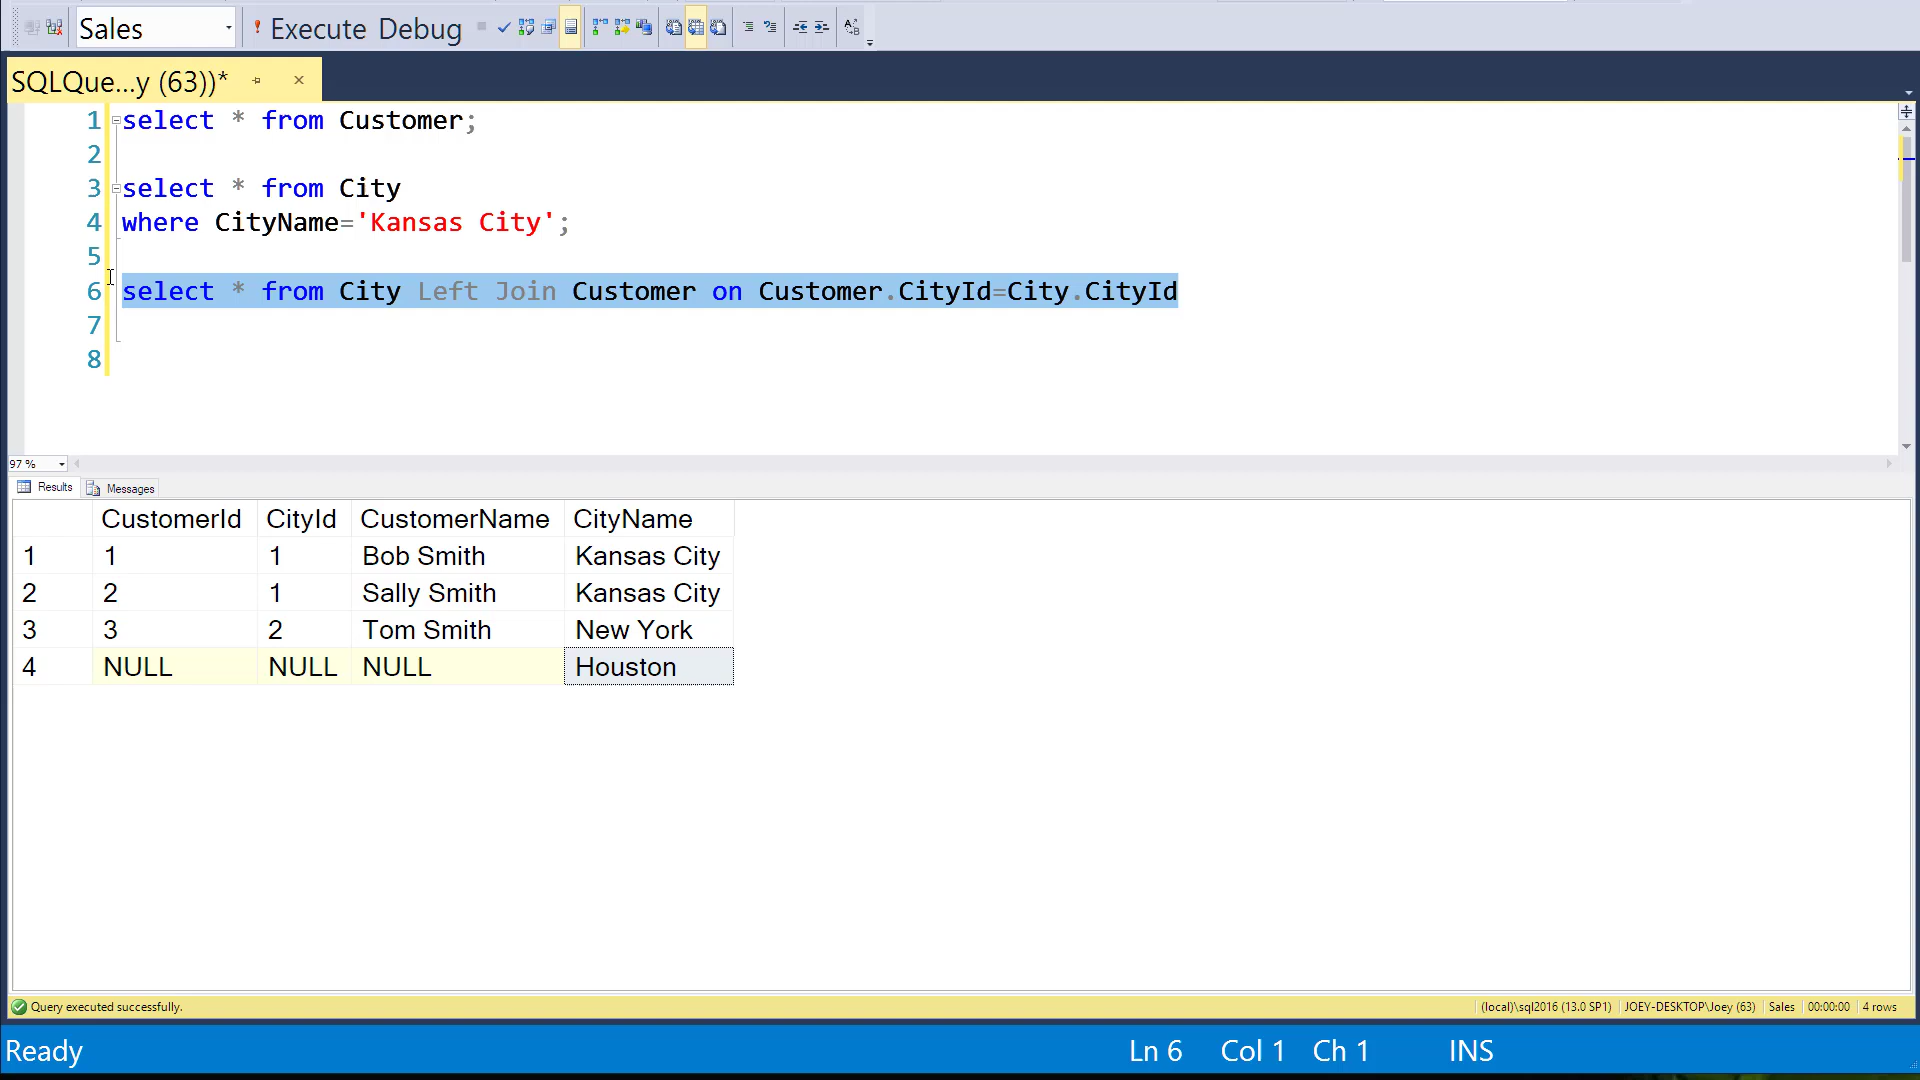 Sales Execute Debug
SQLQue...y (63))*
1 select * from Customer;
2
3 select * from City
4 where CityName='Kansas City';
5
6 select * from City Left Join Customer on Customer.CityId=City.CityId
7
8
97 %
Results Messages
CustomerId CityId CustomerName CityName
1 1 1 Bob Smith Kansas City
2 2 1 Sally Smith Kansas City
3 3 2 Tom Smith New York
4 NULL NULL NULL Houston
Query executed successfully. (local)\sql2016 (13.0 SP1) JOEY-DESKTOP\Joey (63) Sales 00:00:00 4 rows
Ready Ln 6 Col 1 Ch 1 INS